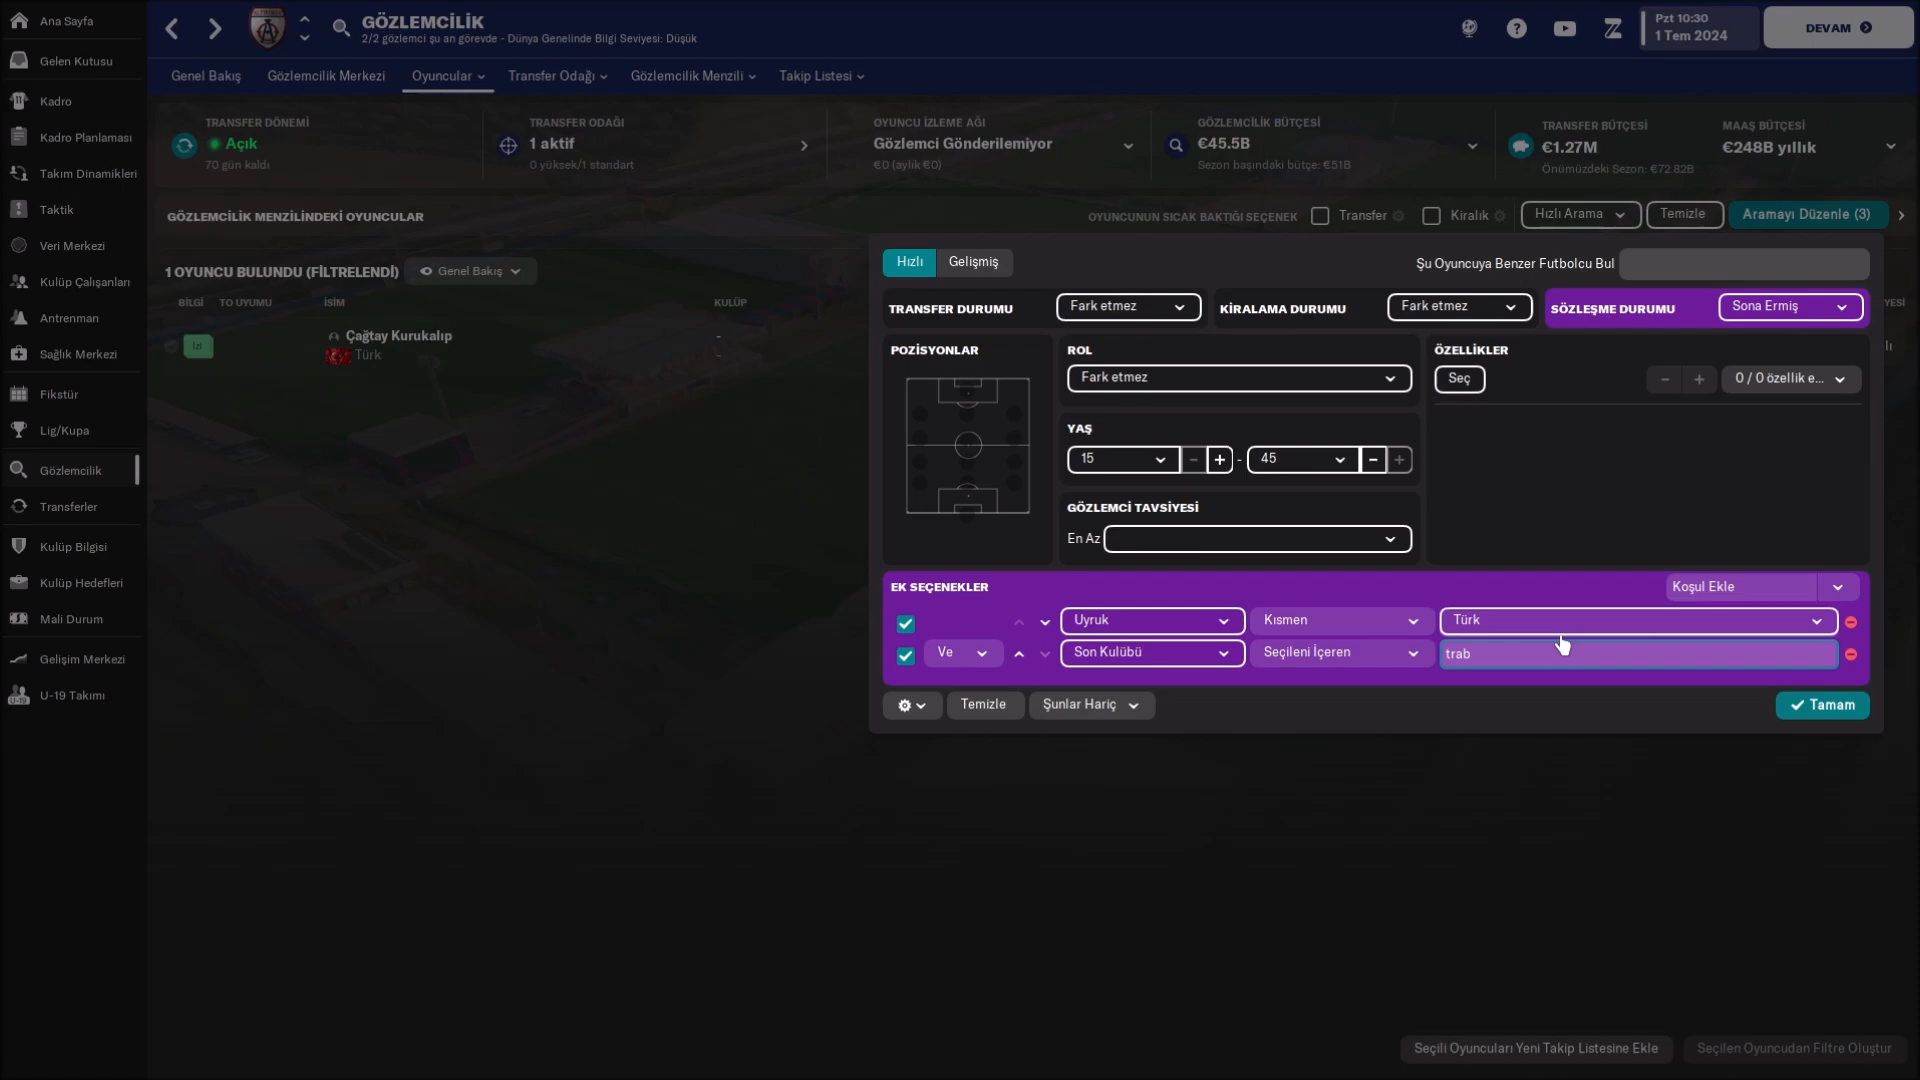 Ana Sayfa
Gelen Kutusu
Kadro
Kadro Planlaması
Takım Dinamikleri
Taktik
Veri Merkezi
Kulüp Çalışanları
Antrenman
Sağlık Merkezi
Fikstür
Lig/Kupa
Gözlemcilik
Transferler
Kulüp Bilgisi
Kulüp Hedefleri
Mali Durum
Gelişim Merkezi
U-19 Takımı
GÖZLEMCİLİK
2/2 gözlemci şu an görevde - Dünya Genelinde Bilgi Seviyesi: Düşük
Pzt 10:30
1 Tem 2024
DEVAM
Genel Bakış
Gözlemcilik Merkezi
Oyuncular
Transfer Odağı
Gözlemcilik Menzili
Takip Listesi
TRANSFER DÖNEMİ
Açık
70 gün kaldı
TRANSFER ODAĞI
1 aktif
0 yüksek/1 standart
OYUNCU İZLEME AĞI
Gözlemci Gönderilemiyor
€0 (aylık €0)
GÖZLEMCİLİK BÜTÇESİ
€45.5B
Sezon başındaki bütçe: €51B
TRANSFER BÜTÇESİ
€1.27M
MAAŞ BÜTÇESİ
€248B yıllık
Önümüzdeki Sezon: €72.82B
GÖZLEMCİLİK MENZİLİNDEKİ OYUNCULAR
OYUNCUNUN SICAK BAKTIĞI SEÇENEK
Transfer
Kiralık
Hızlı Arama
Temizle
Aramayı Düzenle (3)
1 OYUNCU BULUNDU (FİLTRELENDİ)
Genel Bakış
BİLGİ
TO UYUMU
İSİM
KULÜP
İzl
Çağtay Kurukalıp
Türk
-
-
Hızlı
Gelişmiş
Şu Oyuncuya Benzer Futbolcu Bul
TRANSFER DURUMU
Fark etmez
KİRALAMA DURUMU
Fark etmez
SÖZLEŞME DURUMU
Sona Ermiş
POZİSYONLAR
ROL
Fark etmez
YAŞ
15
-
45
GÖZLEMCİ TAVSİYESİ
En Az
ÖZELLİKLER
Seç
0 / 0 özellik e...
EK SEÇENEKLER
Koşul Ekle
Uyruk
Kısmen
Türk
Ve
Son Kulübü
Seçileni İçeren
trab
Temizle
Şunlar Hariç
Tamam
Seçili Oyuncuları Yeni Takip Listesine Ekle
Seçilen Oyuncudan Filtre Oluştur